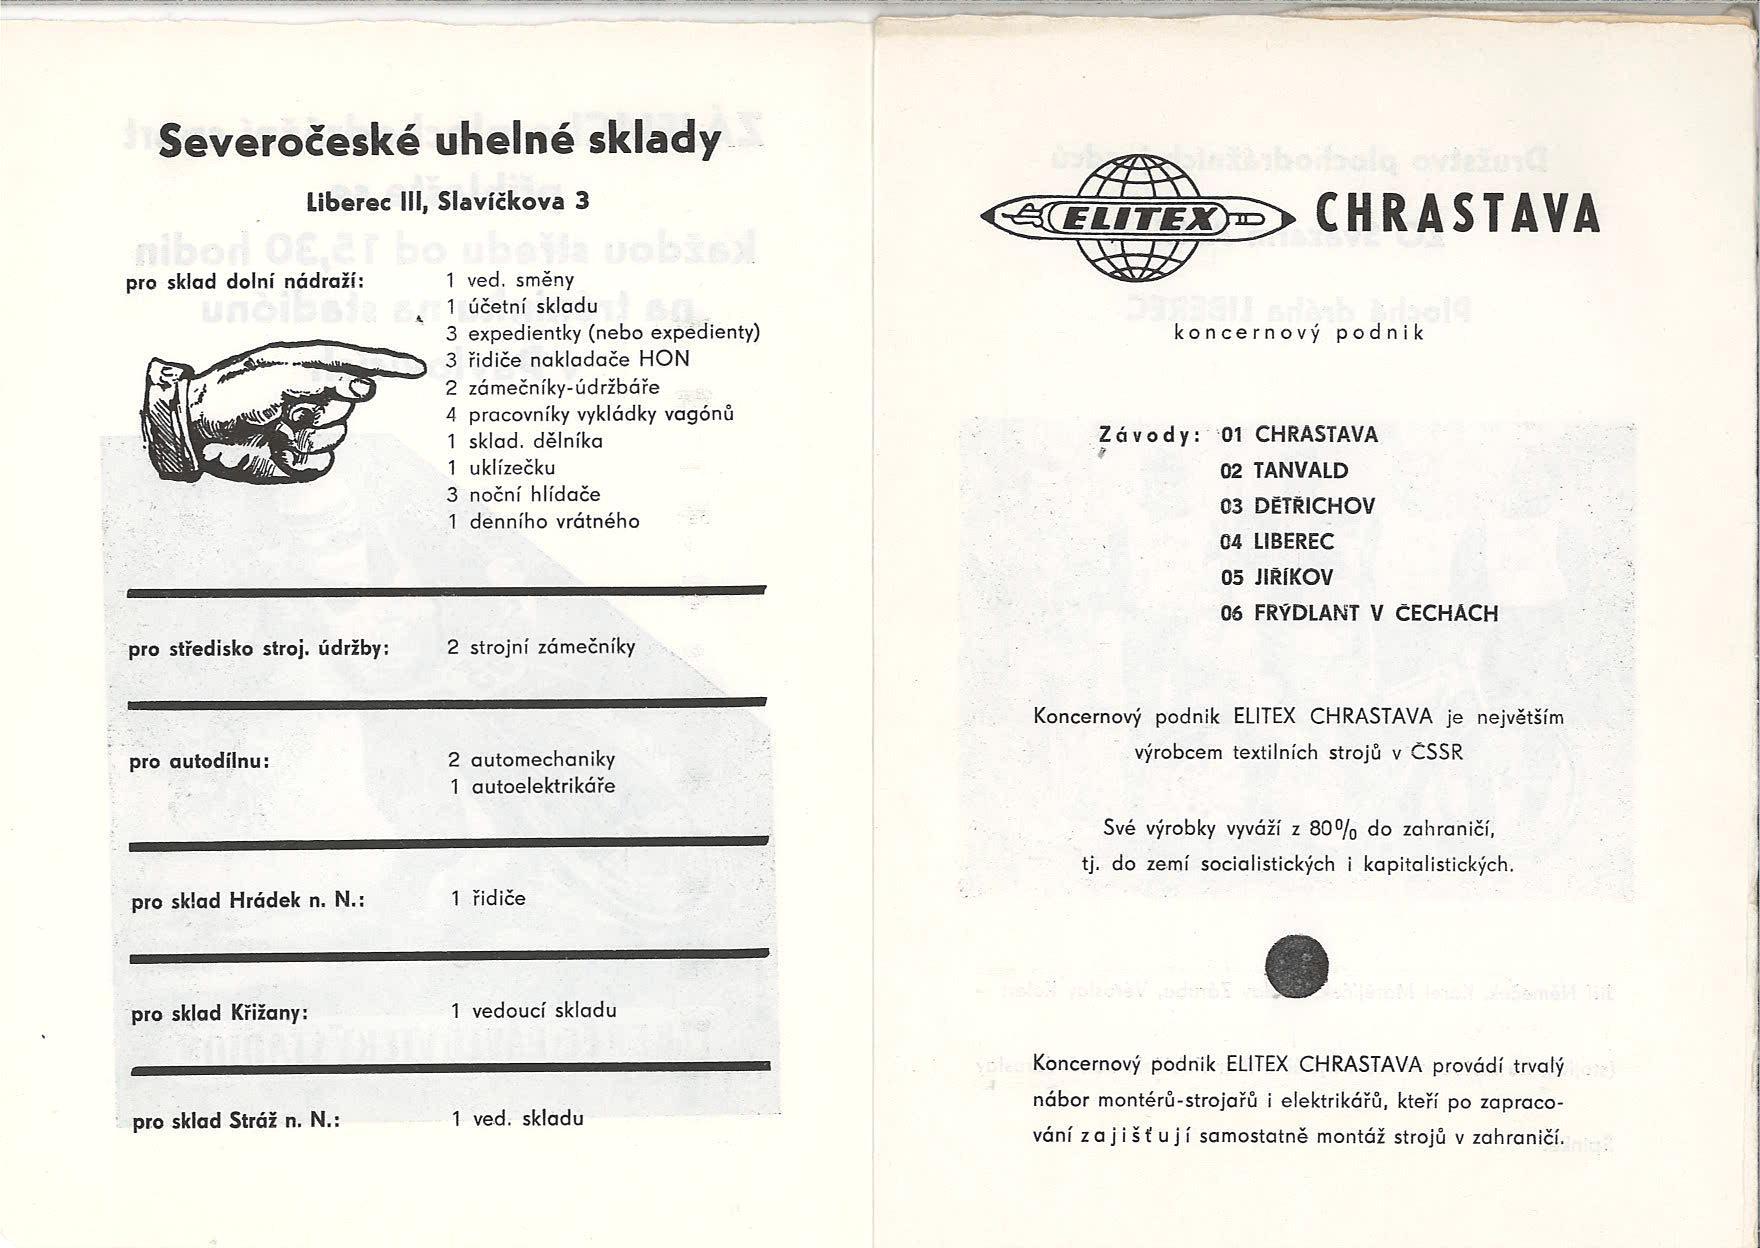 Severočeské uhelné sklady
Liberec III, Slavíčkova 3
pro sklad dolní nádraží: 1 ved. směny
1 účetní skladu
3 expedientky (nebo expedienty)
3 řidiče nakladače HON
2 zámečníky-údržbáře
4 pracovníky vykládky vagónů
1 sklad. dělníka
1 uklízečku
3 noční hlídače
1 denního vrátného
pro středisko stroj. údržby: 2 strojní zámečníky
pro autodílnu: 2 automechaniky
1 autoelektrikáře
pro sklad Hrádek n. N.: 1 řidiče
pro sklad Křižany: 1 vedoucí skladu
pro sklad Stráž n. N.: 1 ved. skladu
ELITEX CHRASTAVA
koncernový podnik
Závody: 01 CHRASTAVA
02 TANVALD
03 DĚTŘICHOV
04 LIBEREC
05 JIŘÍKOV
06 FRÝDLANT V ČECHÁCH
Koncernový podnik ELITEX CHRASTAVA je největším
výrobcem textilních strojů v ČSSR
Své výrobky vyváží z 80% do zahraničí,
tj. do zemí socialistických i kapitalistických.
Koncernový podnik ELITEX CHRASTAVA provádí trvalý
nábor montérů-strojařů i elektrikářů, kteří po zapraco-
vání zajišťují samostatně montáž strojů v zahraničí.